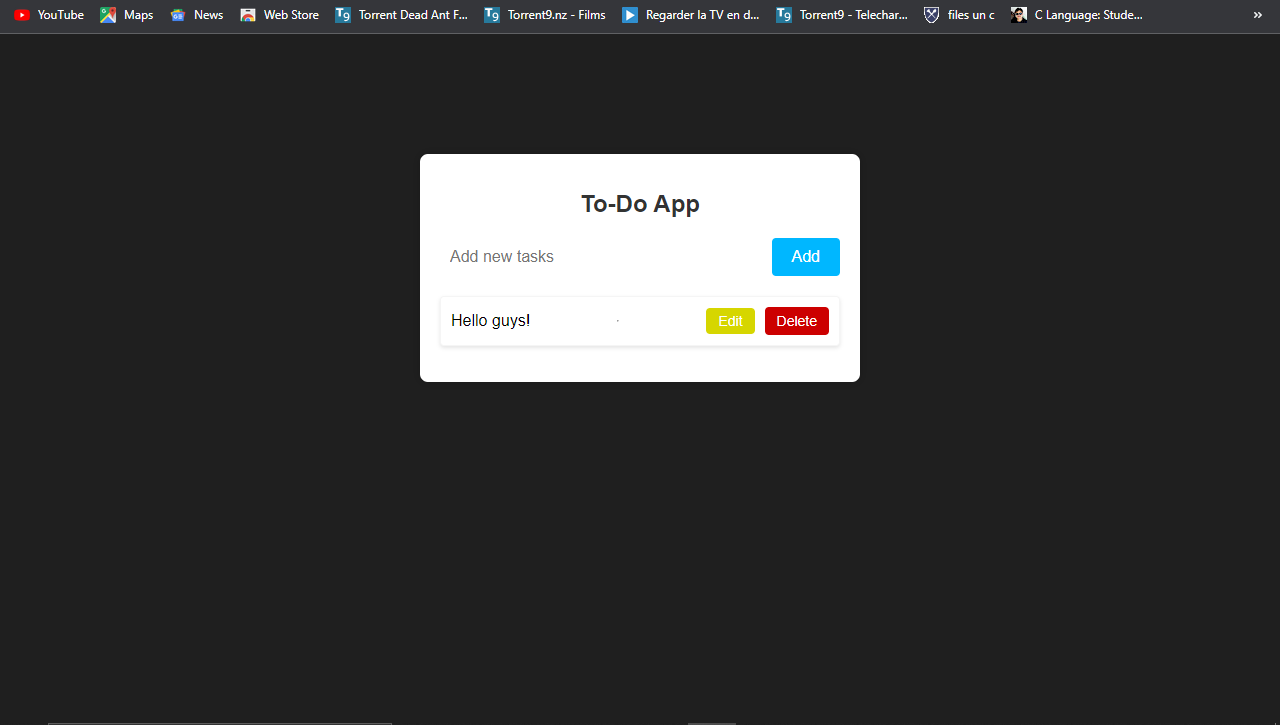 YouTube Maps News Web Store Torrent Dead Ant F... Torrent9.nz - Films Regarder la TV en d... Torrent9 - Telechar... files un c C Language: Stude... »
To-Do App
Add new tasks Add
Hello guys! Edit Delete